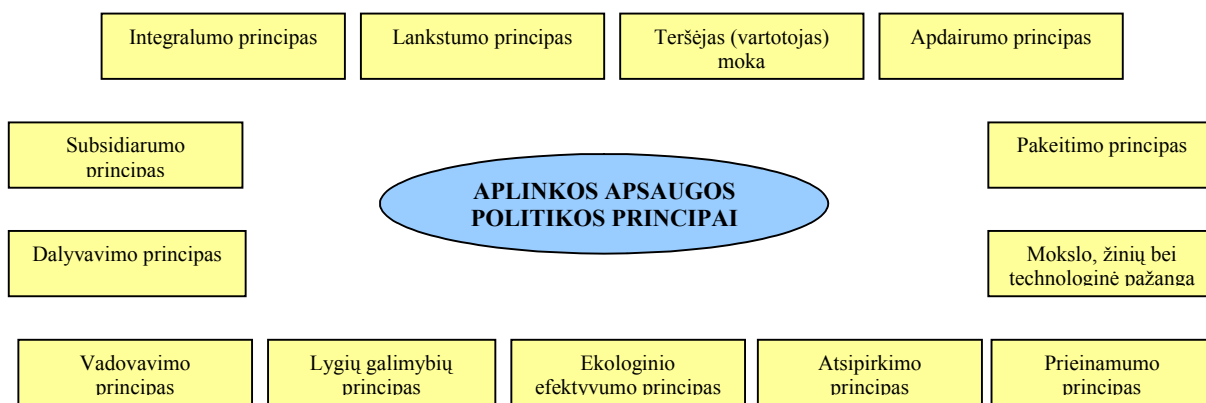 Integralumo principas
Lankstumo principas
Teršėjas (vartotojas)
moka
Apdairumo principas
Subsidiarumo
principas
Pakeitimo principas
APLINKOS APSAUGOS
POLITIKOS PRINCIPAI
Dalyvavimo principas
Mokslo, žinių bei
technologinė pažanga
Vadovavimo
principas
Lygių galimybių
principas
Ekologinio
efektyvumo principas
Atsipirkimo
principas
Prieinamumo
principas